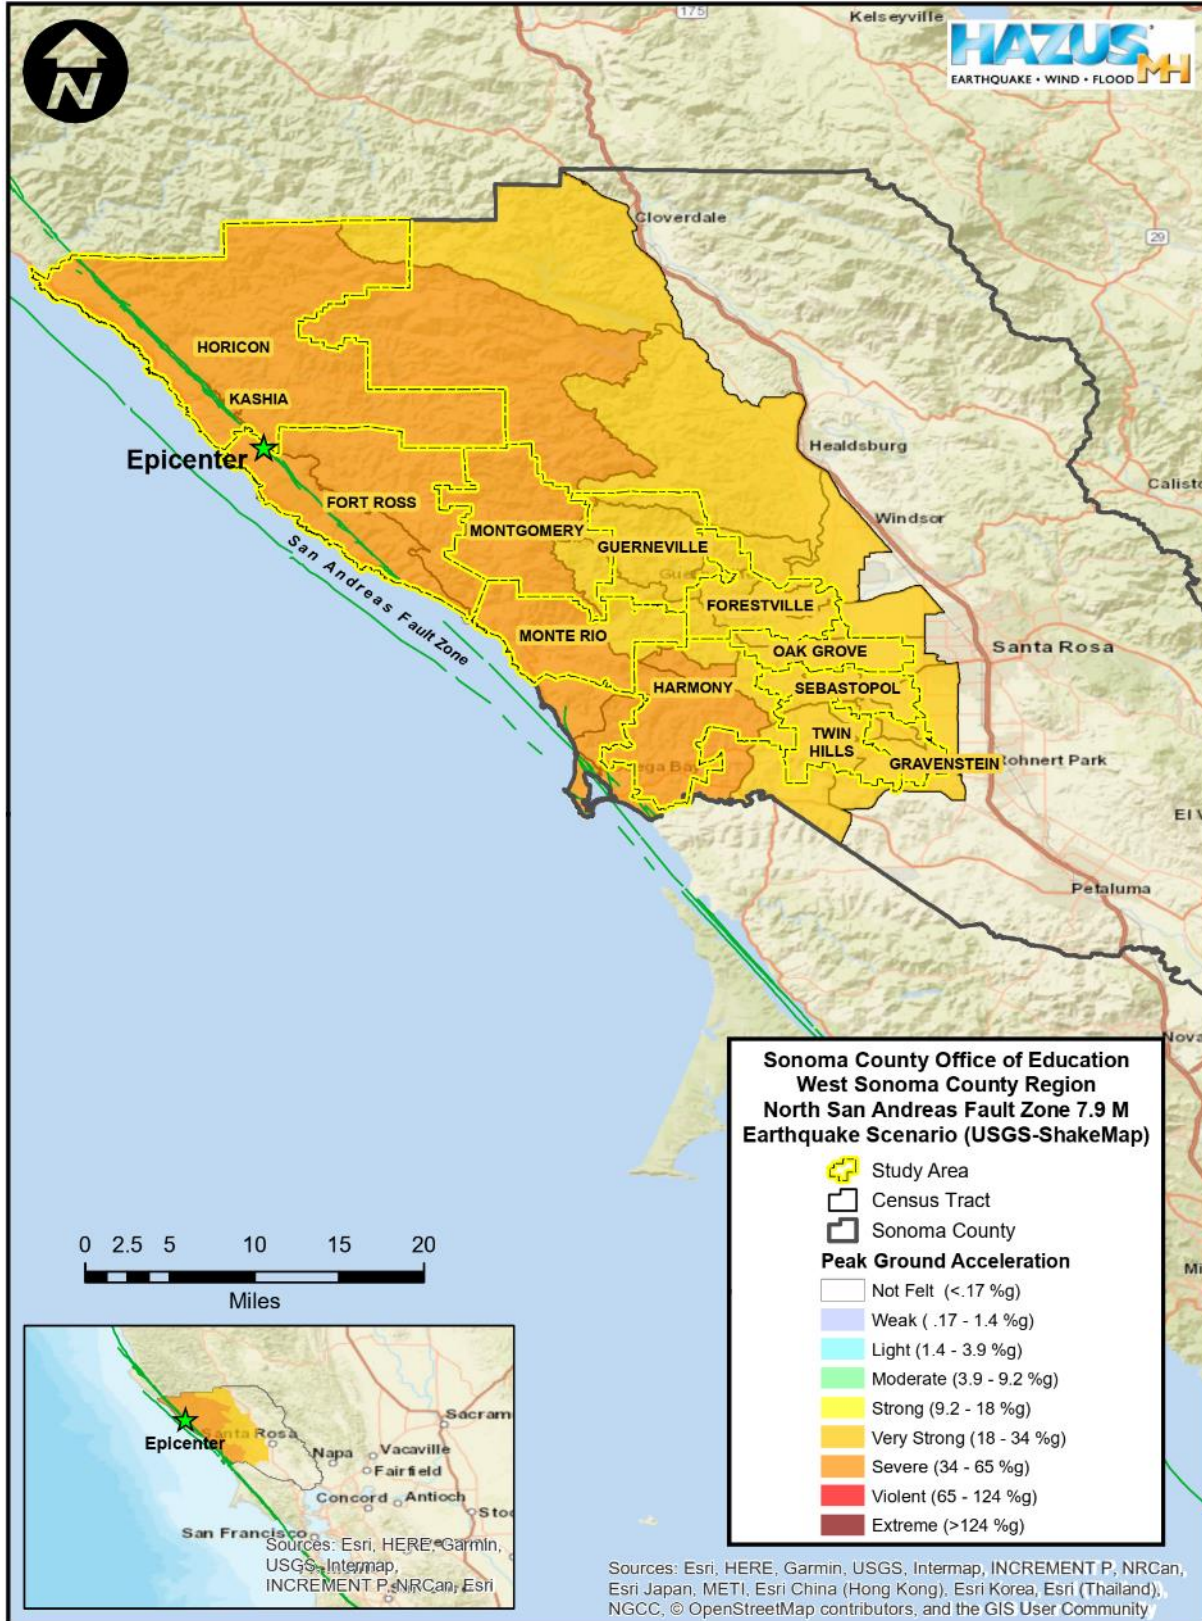 175
Kelseyville
N
HAZUS MH
EARTHQUAKE • WIND • FLOOD
Cloverdale
29
HORICON
KASHIA
Epicenter
Healdsburg
FORT ROSS
Windsor
MONTGOMERY
GUERNEVILLE
San Andreas Fault Zone
FORESTVILLE
MONTE RIO
Santa Rosa
OAK GROVE
HARMONY
SEBASTOPOL
TWIN
HILLS
GRAVENSTEIN
Petaluma
Sonoma County Office of Education
West Sonoma County Region
North San Andreas Fault Zone 7.9 M
Earthquake Scenario (USGS-ShakeMap)
Study Area
Census Tract
Sonoma County
Peak Ground Acceleration
Not Felt (<.17 %g)
Weak ( .17 - 1.4 %g)
Light (1.4 - 3.9 %g)
Moderate (3.9 - 9.2 %g)
Strong (9.2 - 18 %g)
Very Strong (18 - 34 %g)
Severe (34 - 65 %g)
Violent (65 - 124 %g)
Extreme (>124 %g)
0 2.5 5 10 15 20
Miles
Epicenter
Santa Rosa
Sacram
Napa
Vacaville
Fairfield
Concord
Antioch
San Francisco
Sources: Esri, HERE, Garmin,
USGS, Intermap,
INCREMENT P, NRCan, Esri
Sources: Esri, HERE, Garmin, USGS, Intermap, INCREMENT P, NRCan,
Esri Japan, METI, Esri China (Hong Kong), Esri Korea, Esri (Thailand),
NGCC, © OpenStreetMap contributors, and the GIS User Community